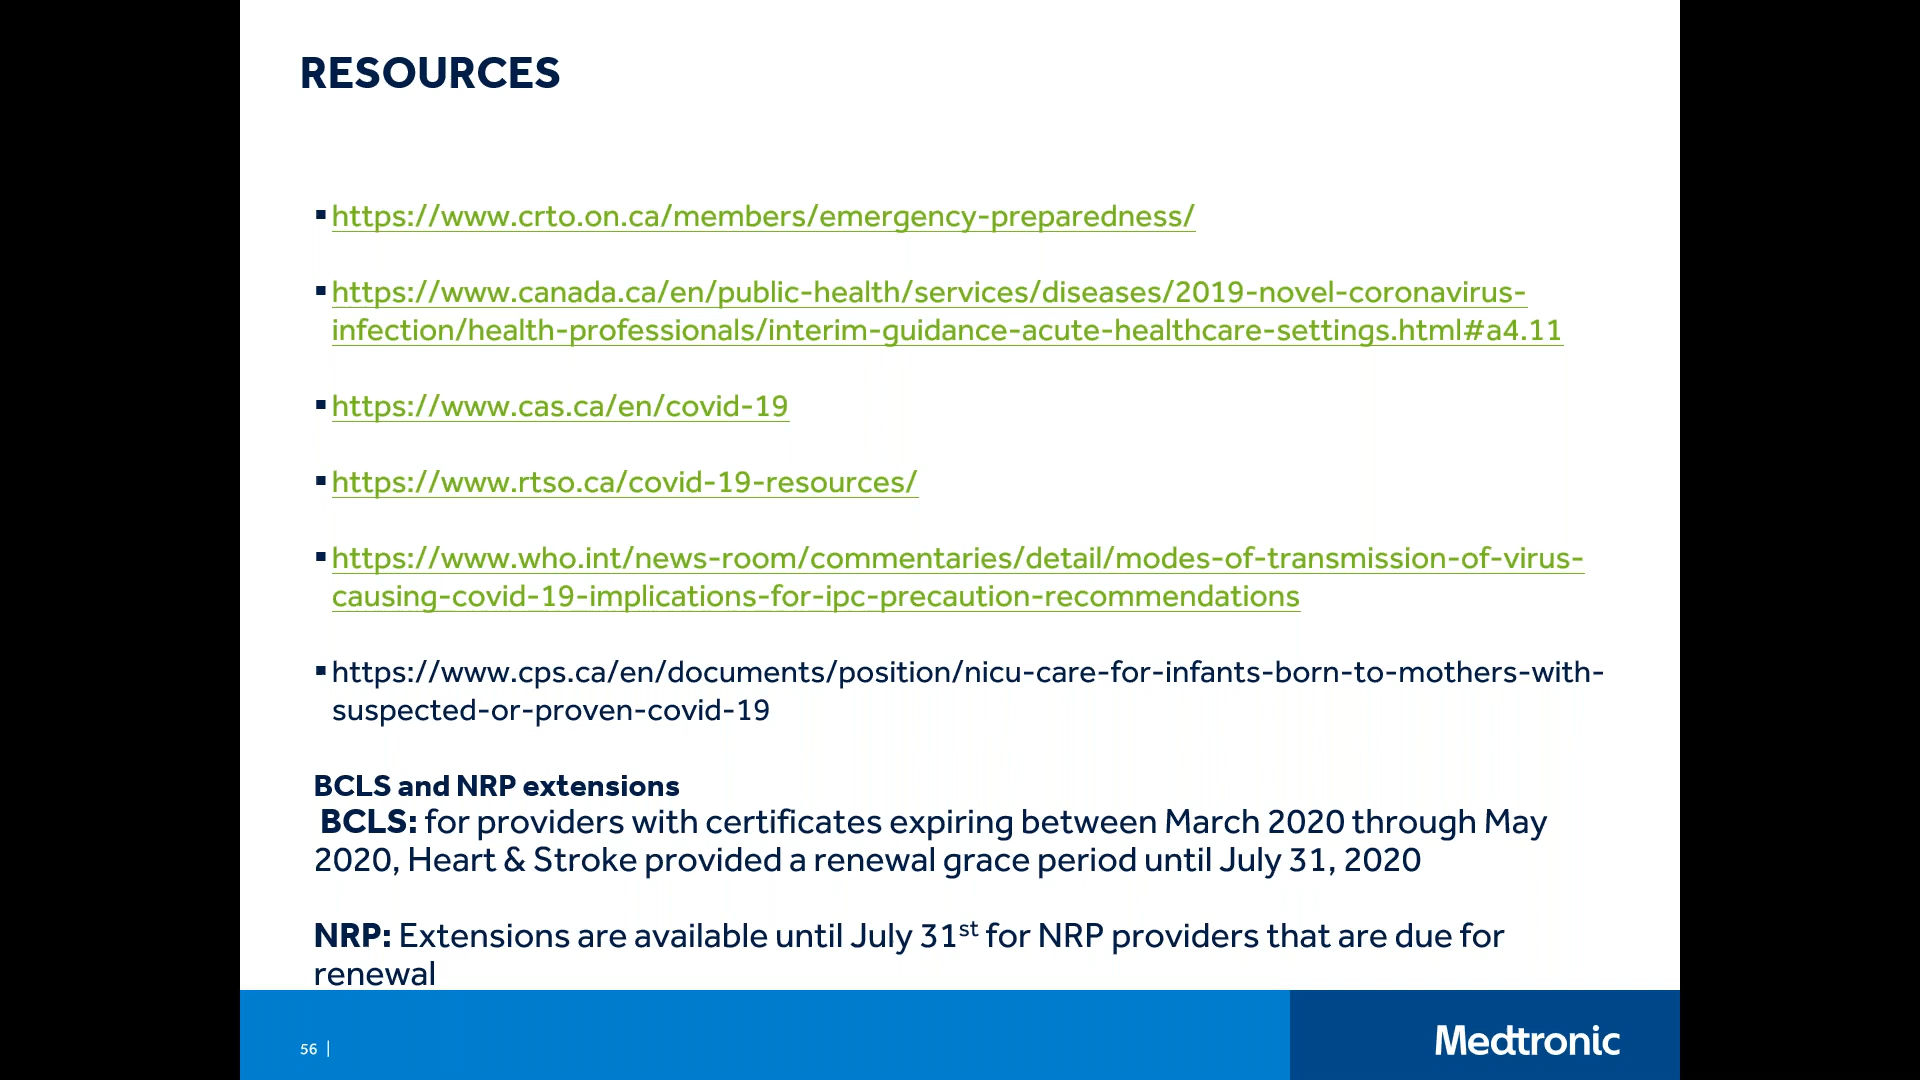 RESOURCES
▪https://www.crto.on.ca/members/emergency-preparedness/
▪https://www.canada.ca/en/public-health/services/diseases/2019-novel-coronavirus-
infection/health-professionals/interim-guidance-acute-healthcare-settings.html#a4.11
▪https://www.cas.ca/en/covid-19
▪https://www.rtso.ca/covid-19-resources/
▪https://www.who.int/news-room/commentaries/detail/modes-of-transmission-of-virus-
causing-covid-19-implications-for-ipc-precaution-recommendations
▪https://www.cps.ca/en/documents/position/nicu-care-for-infants-born-to-mothers-with-
suspected-or-proven-covid-19
BCLS and NRP extensions
BCLS: for providers with certificates expiring between March 2020 through May
2020, Heart & Stroke provided a renewal grace period until July 31, 2020
NRP: Extensions are available until July 31st for NRP providers that are due for
renewal
56 |
Medtronic